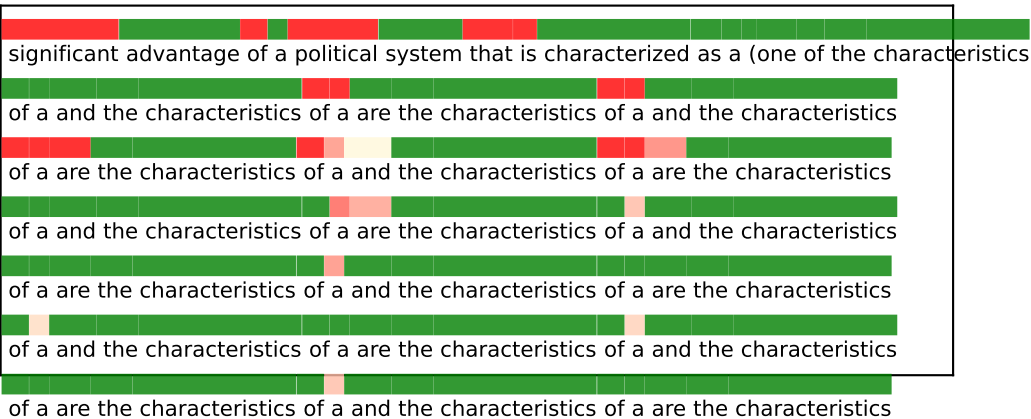 significant advantage of a political system that is characterized as a (one of the characteristics
of a and the characteristics of a are the characteristics of a and the characteristics
of a are the characteristics of a and the characteristics of a are the characteristics
of a and the characteristics of a are the characteristics of a and the characteristics
of a are the characteristics of a and the characteristics of a are the characteristics
of a and the characteristics of a are the characteristics of a and the characteristics
of a are the characteristics of a and the characteristics of a are the characteristics